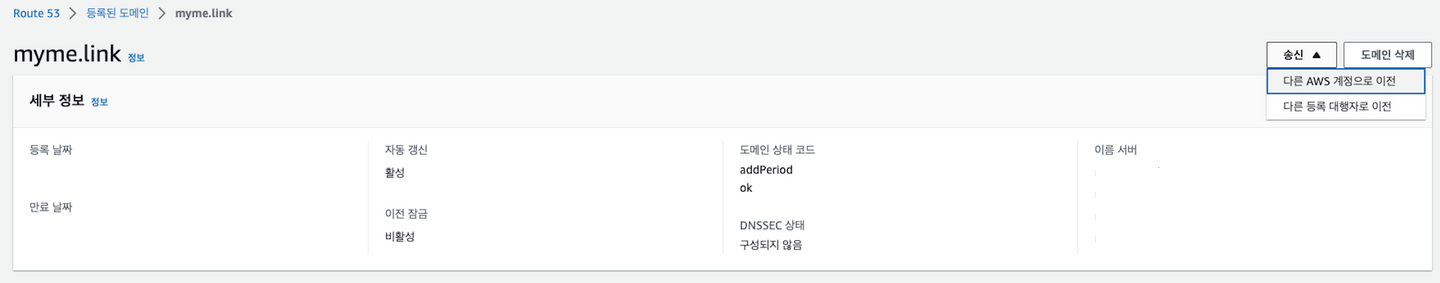 Route 53 > 등록된 도메인 > myme.link
myme.link 정보
송신 ▲ 도메인 삭제
다른 AWS 계정으로 이전
다른 등록 대행자로 이전
세부 정보 정보
등록 날짜
만료 날짜
자동 갱신
활성
이전 잠금
비활성
도메인 상태 코드
addPeriod
ok
DNSSEC 상태
구성되지 않음
이름 서버